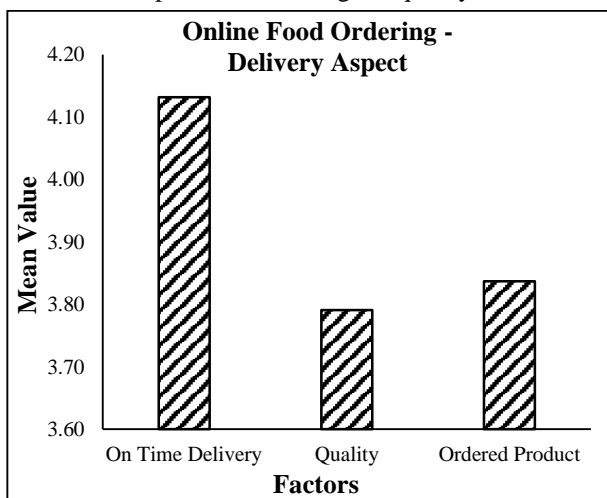 Online Food Ordering -
Delivery Aspect
4.20
4.10
4.00
3.90
3.80
3.70
3.60
Mean Value
On Time Delivery Quality Ordered Product
Factors